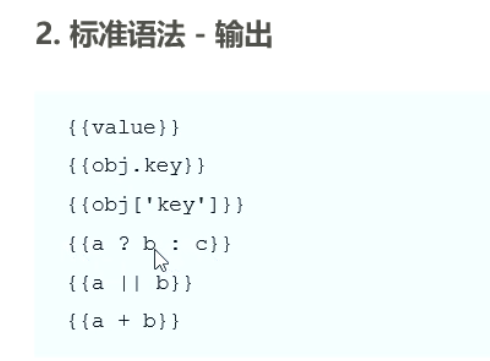 2. 标准语法 - 输出
{{value}}
{{obj.key}}
{{obj['key']}}
{{a ? b : c}}
{{a || b}}
{{a + b}}